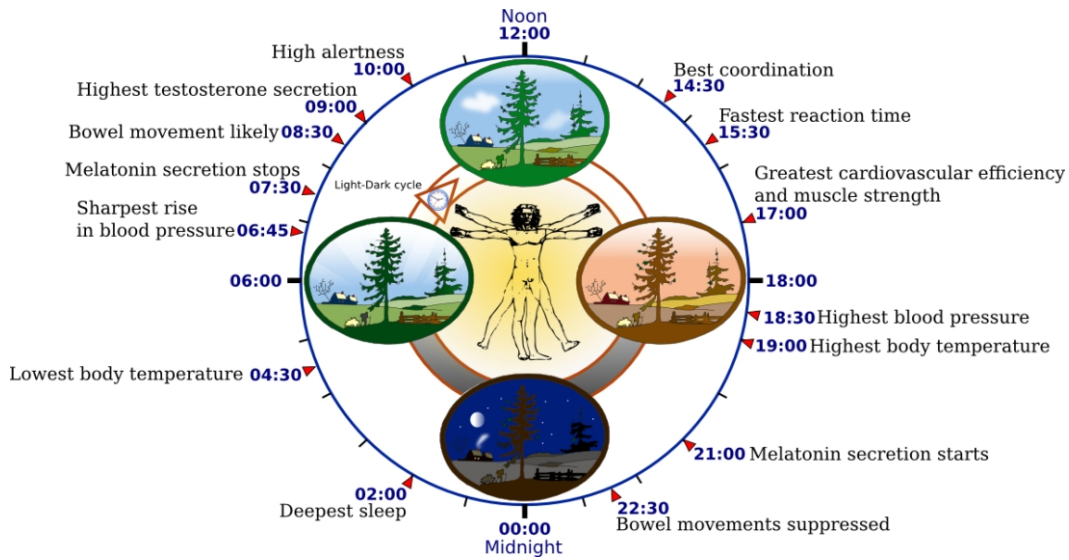 Noon
12:00
High alertness
10:00
Highest testosterone secretion
09:00
Bowel movement likely 08:30
Melatonin secretion stops
07:30
Sharpest rise
in blood pressure 06:45
06:00
Lowest body temperature 04:30
02:00
Deepest sleep
00:00
Midnight
Best coordination
14:30
Fastest reaction time
15:30
Greatest cardiovascular efficiency
and muscle strength
17:00
18:00
18:30 Highest blood pressure
19:00 Highest body temperature
21:00 Melatonin secretion starts
22:30
Bowel movements suppressed
Light-Dark cycle